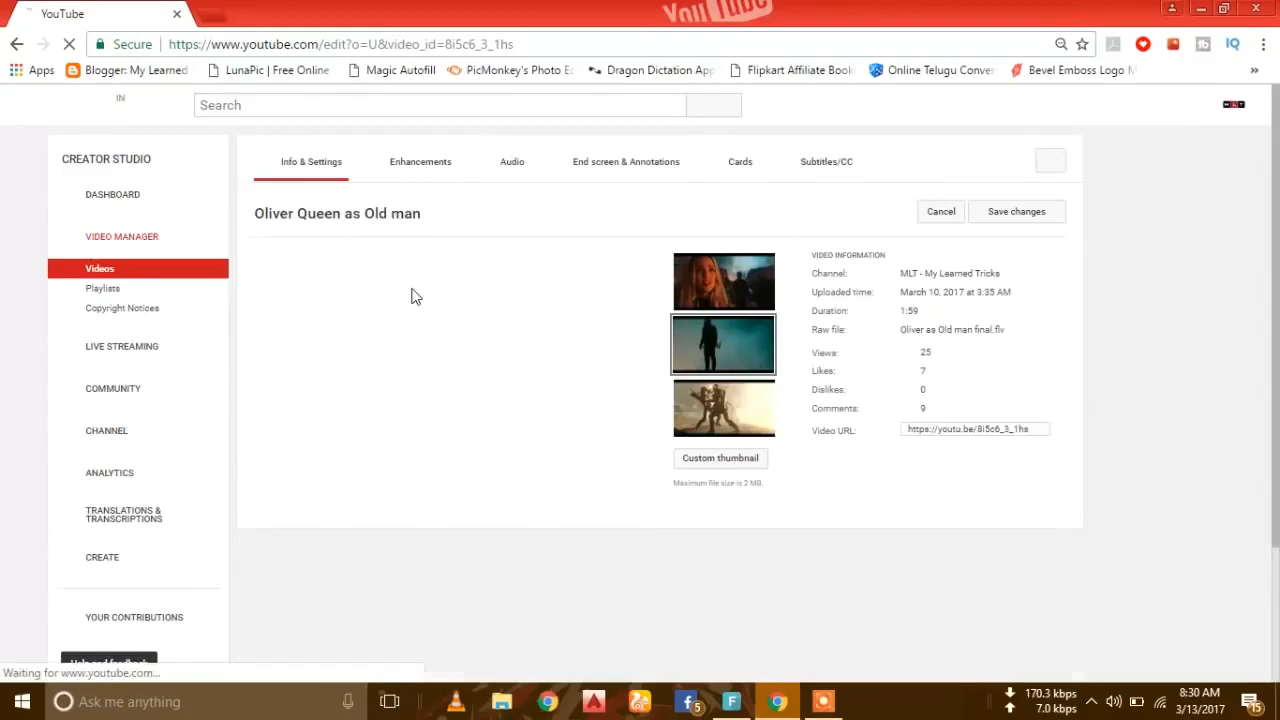 YouTube
YouTube
Secure
https://www.youtube.com/edit?o=U&video_id=8i5c6_3_1hs
Apps
Blogger: My Learned
LunaPic | Free Online
Magic Autofill
PicMonkey's Photo E
Dragon Dictation App
Flipkart Affiliate Book
Online Telugu Conver
Bevel Emboss Logo M
»
IN
Search
MLT
CREATOR STUDIO
DASHBOARD
VIDEO MANAGER
Videos
Playlists
Copyright Notices
LIVE STREAMING
COMMUNITY
CHANNEL
ANALYTICS
TRANSLATIONS &
TRANSCRIPTIONS
CREATE
YOUR CONTRIBUTIONS
Help and feedback
Info & Settings
Enhancements
Audio
End screen & Annotations
Cards
Subtitles/CC
Oliver Queen as Old man
Cancel
Save changes
Custom thumbnail
Maximum file size is 2 MB.
VIDEO INFORMATION
Channel: MLT - My Learned Tricks
Uploaded time: March 10, 2017 at 3:35 AM
Duration: 1:59
Raw file: Oliver as Old man final.flv
Views: 25
Likes: 7
Dislikes: 0
Comments: 9
Video URL: https://youtu.be/8i5c6_3_1hs
Waiting for www.youtube.com...
Ask me anything
5
F
170.3 kbps
7.0 kbps
8:30 AM
3/13/2017
15